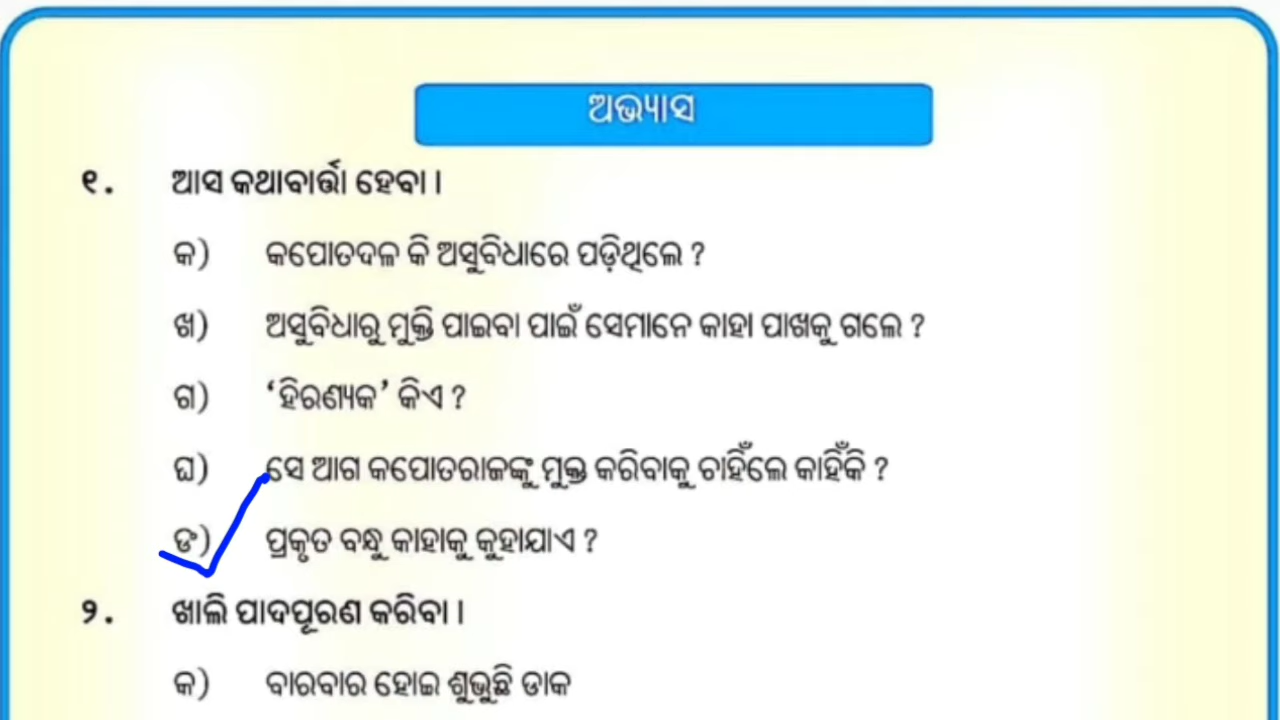 ଅଭ୍ୟାସ
୧. ଆସ କଥାବାର୍ତ୍ତା ହେବା ।
କ) କପୋତଦଳ କି ଅସୁବିଧାରେ ପଡ଼ିଥିଲେ ?
ଖ) ଅସୁବିଧାରୁ ମୁକ୍ତି ପାଇବା ପାଇଁ ସେମାନେ କାହା ପାଖକୁ ଗଲେ ?
ଗ) ‘ହିରଣ୍ୟକ’ କିଏ ?
ଘ) ସେ ଆଗ କପୋତରାଜଙ୍କୁ ମୁକ୍ତ କରିବାକୁ ଚାହିଁଲେ କାହିଁକି ?
ଙ) ପ୍ରକୃତ ବନ୍ଧୁ କାହାକୁ କୁହାଯାଏ ?
୨. ଖାଲି ପାଦପୂରଣ କରିବା ।
କ) ବାରବାର ହୋଇ ଶୁଭୁଛି ଡାକ